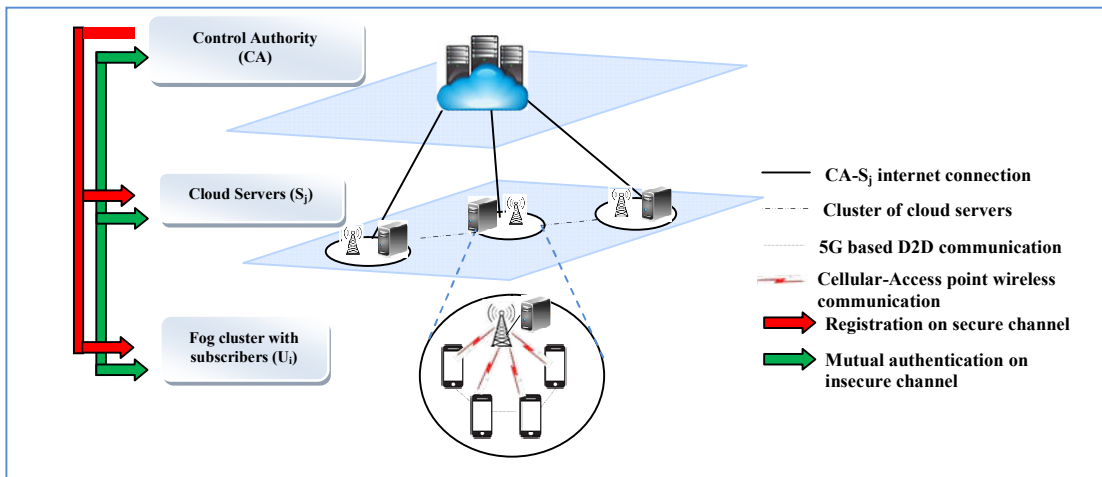 Control Authority
(CA)
Cloud Servers (Sj)
Fog cluster with
subscribers (Ui)
CA-Sj internet connection
Cluster of cloud servers
5G based D2D communication
Cellular-Access point wireless
communication
Registration on secure channel
Mutual authentication on
insecure channel